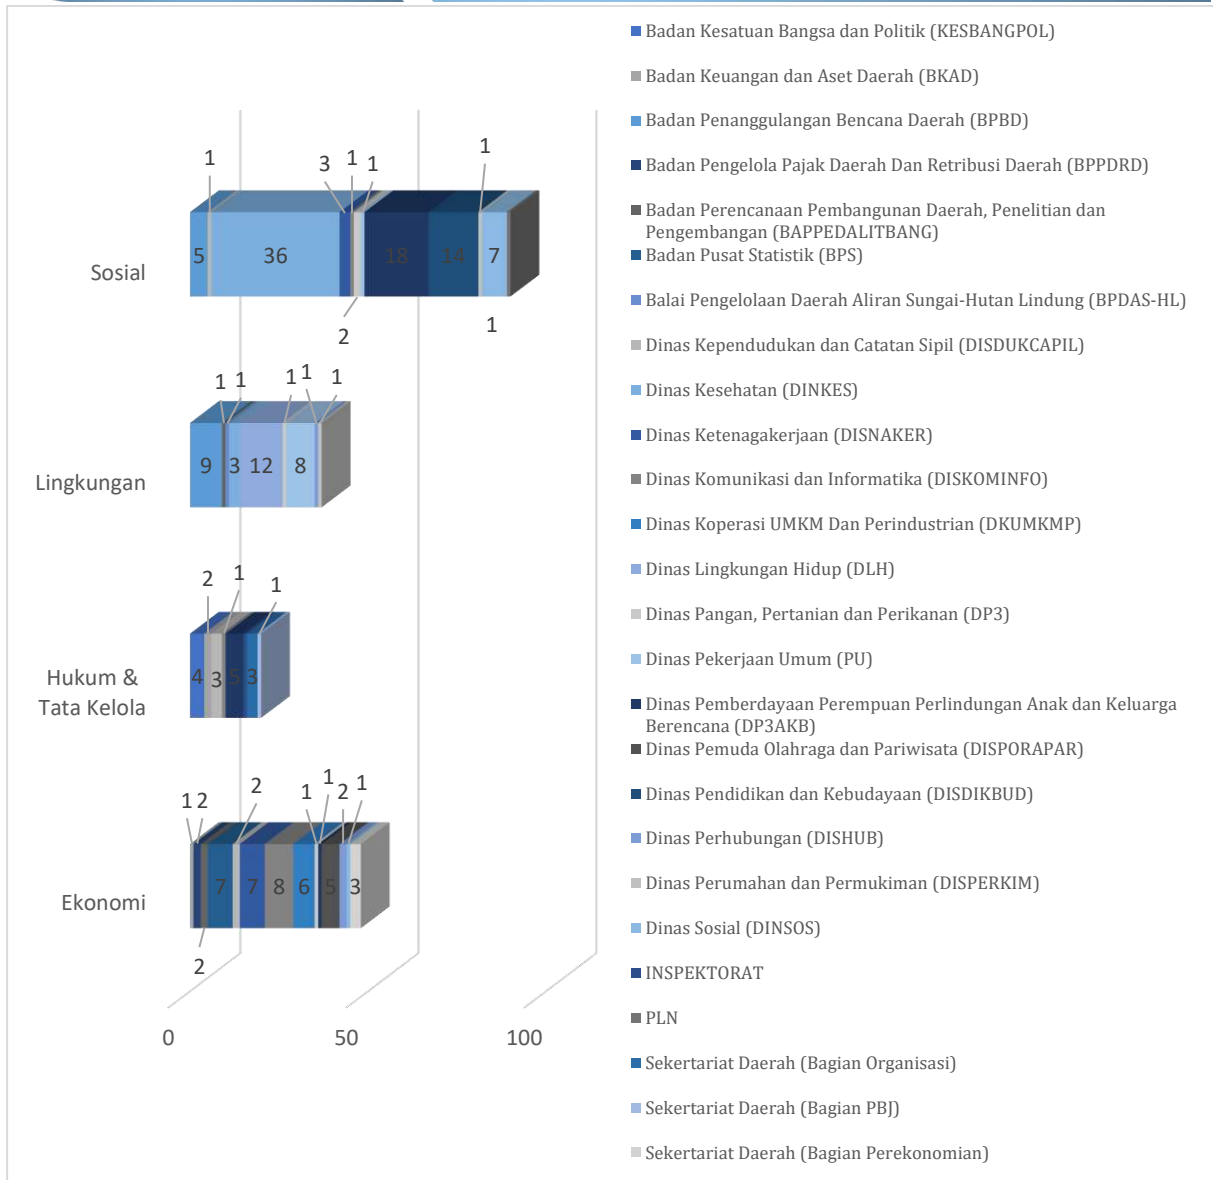 Badan Kesatuan Bangsa dan Politik (KESBANGPOL)
Badan Keuangan dan Aset Daerah (BKAD)
Badan Penanggulangan Bencana Daerah (BPBD)
Badan Pengelola Pajak Daerah Dan Retribusi Daerah (BPPDRD)
Badan Perencanaan Pembangunan Daerah, Penelitian dan
Pengembangan (BAPPEDALITBANG)
Badan Pusat Statistik (BPS)
Balai Pengelolaan Daerah Aliran Sungai-Hutan Lindung (BPDAS-HL)
Dinas Kependudukan dan Catatan Sipil (DISDUKCAPIL)
Dinas Kesehatan (DINKES)
Dinas Ketenagakerjaan (DISNAKER)
Dinas Komunikasi dan Informatika (DISKOMINFO)
Dinas Koperasi UMKM Dan Perindustrian (DKUMKMP)
Dinas Lingkungan Hidup (DLH)
Dinas Pangan, Pertanian dan Perikanan (DP3)
Dinas Pekerjaan Umum (PU)
Dinas Pemberdayaan Perempuan Perlindungan Anak dan Keluarga
Berencana (DP3AKB)
Dinas Pemuda Olahraga dan Pariwisata (DISPORAPAR)
Dinas Pendidikan dan Kebudayaan (DISDIKBUD)
Dinas Perhubungan (DISHUB)
Dinas Perumahan dan Permukiman (DISPERKIM)
Dinas Sosial (DINSOS)
INSPEKTORAT
PLN
Sekertariat Daerah (Bagian Organisasi)
Sekertariat Daerah (Bagian PBJ)
Sekertariat Daerah (Bagian Perekonomian)
1 3 1 1 1
Sosial 5 36 18 14 7
2 1
1 1 1 1 1
Lingkungan 9 3 12 8
2 1 1
Hukum &
Tata Kelola
4 3 5 3
1 2 2 1 1 2 1
Ekonomi 7 7 8 6 5 3
2
0 50 100